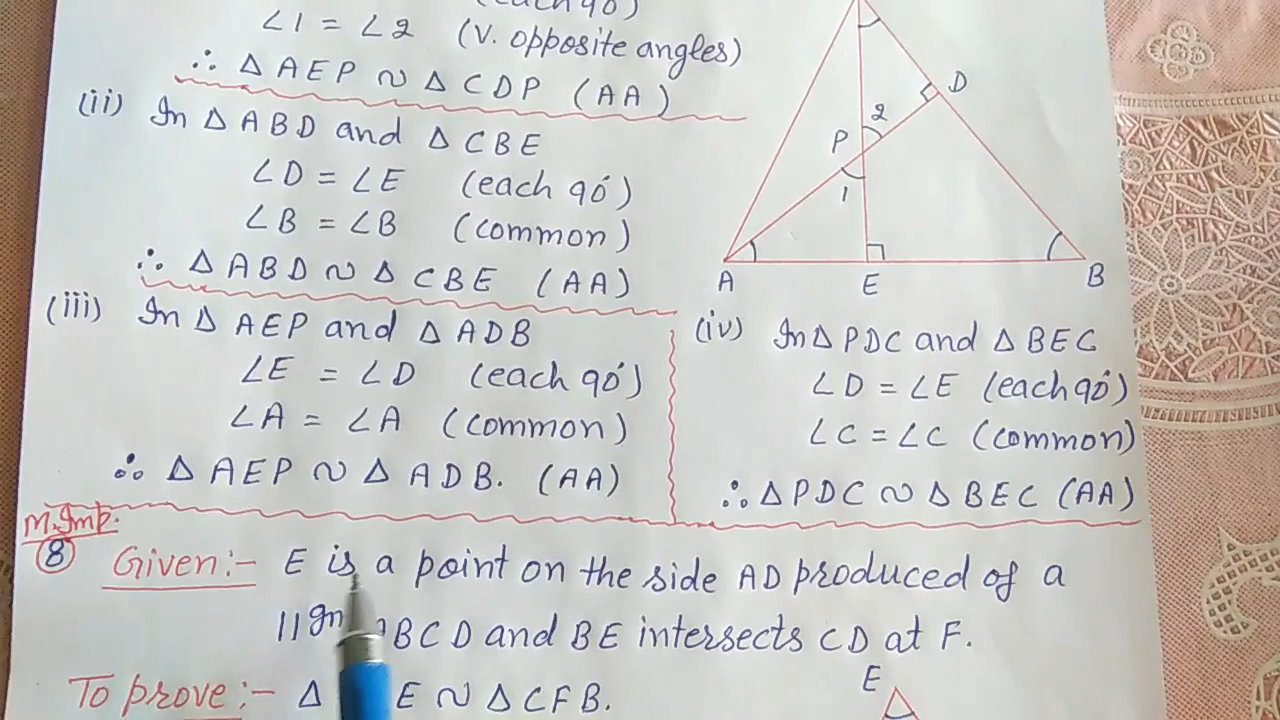 (each 90°)
∠1 = ∠2 (V. opposite angles)
∴ △AEP ~ △CDP (AA)
(ii) In △ABD and △CBE
∠D = ∠E (each 90°)
∠B = ∠B (common)
∴ △ABD ~ △CBE (AA)
D
2
P
1
A E B
(iii) In △AEP and △ADB
∠E = ∠D (each 90°)
∠A = ∠A (common)
∴ △AEP ~ △ADB. (AA)
(iv) In △PDC and △BEC
∠D = ∠E (each 90°)
∠C = ∠C (common)
∴ △PDC ~ △BEC (AA)
M.Imp.
8 Given:- E is a point on the side AD produced of a
||gm BCD and BE intersects CD at F.
To prove:- △ E ~ △CFB.
E